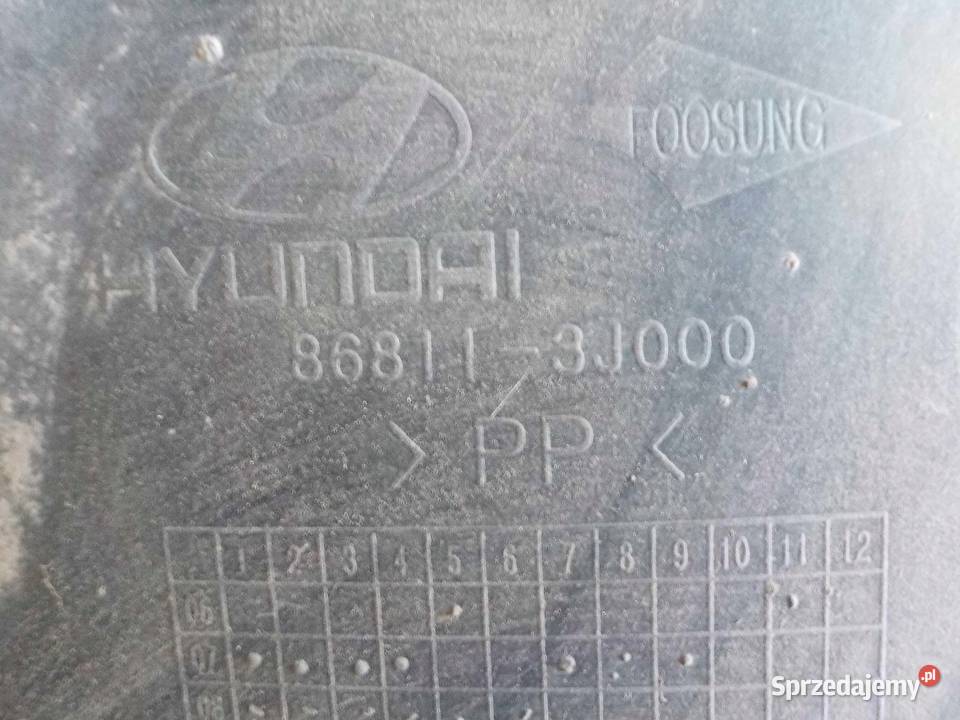 FOOSUNG
HYUNDAI
86811-3J000
>PP<
1 2 3 4 5 6 7 8 9 10 11 12
06
07
08
Sprzedajemy.pl